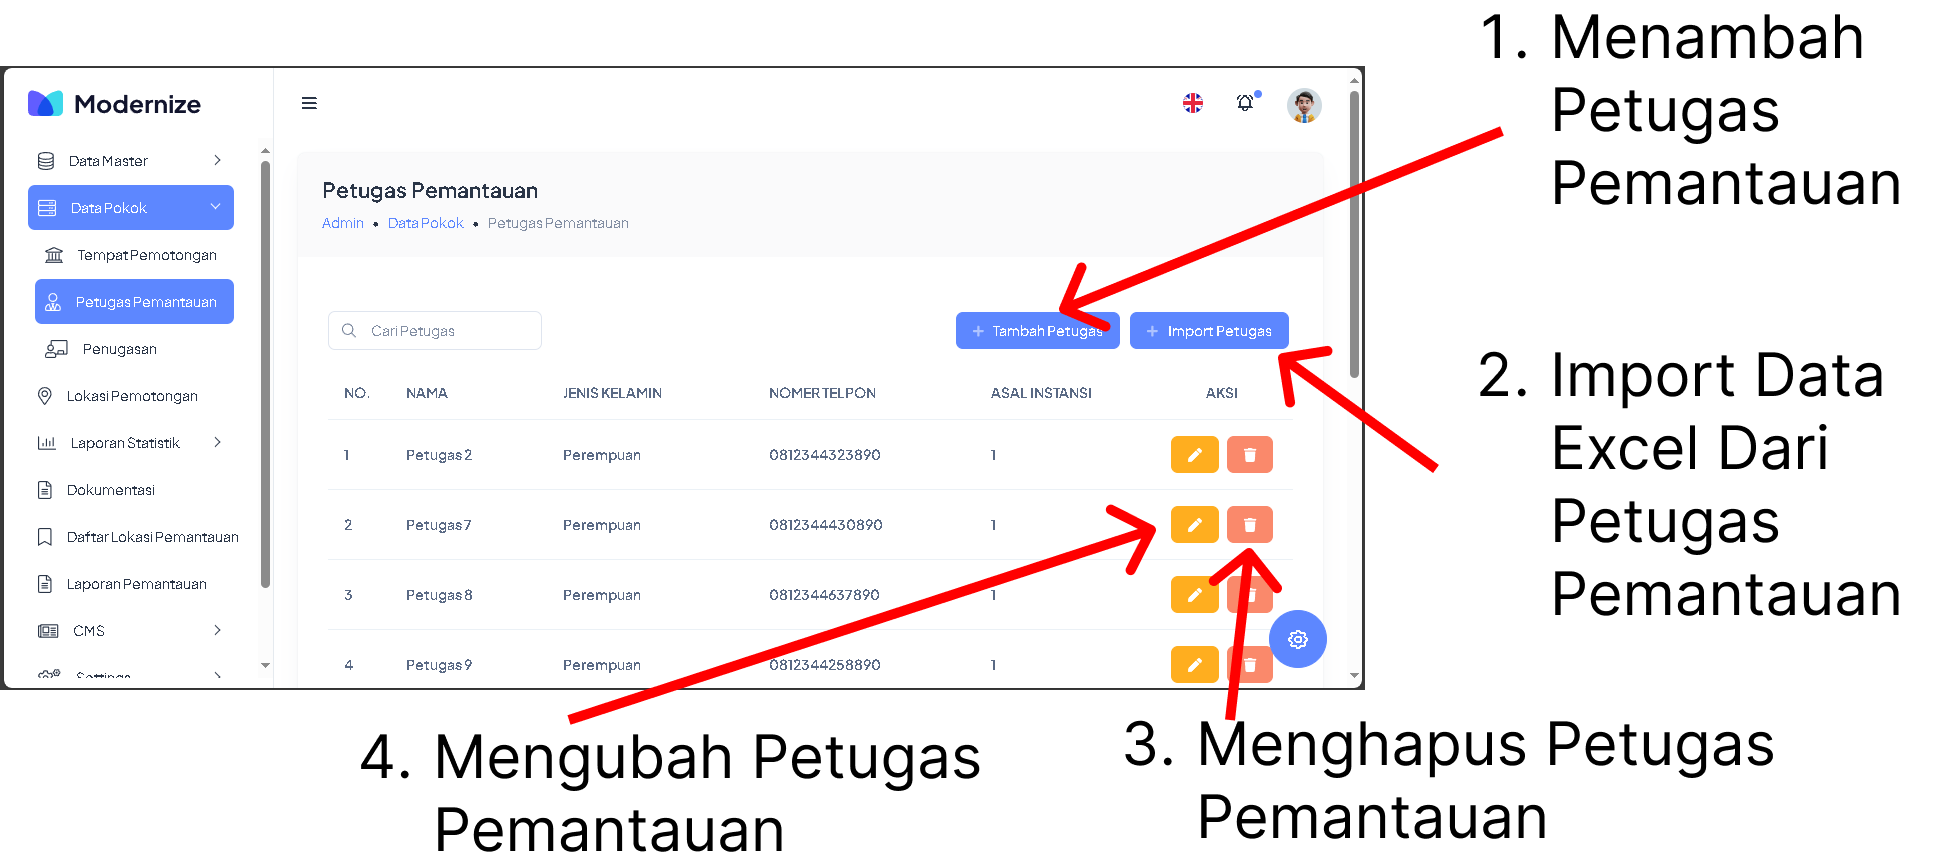 1. Menambah
Petugas
Pemantauan
Modernize
Data Master
Data Pokok
Tempat Pemotongan
Petugas Pemantauan
Penugasan
Lokasi Pemotongan
Laporan Statistik
Dokumentasi
Daftar Lokasi Pemantauan
Laporan Pemantauan
CMS
Settings
Petugas Pemantauan
Admin • Data Pokok • Petugas Pemantauan
Cari Petugas
+ Tambah Petugas
+ Import Petugas
NO. NAMA JENIS KELAMIN NOMER TELPON ASAL INSTANSI AKSI
1 Petugas 2 Perempuan 0812344323890 1
2 Petugas 7 Perempuan 0812344430890 1
3 Petugas 8 Perempuan 0812344637890 1
4 Petugas 9 Perempuan 0812344258890 1
2. Import Data
Excel Dari
Petugas
Pemantauan
4. Mengubah Petugas
Pemantauan
3. Menghapus Petugas
Pemantauan